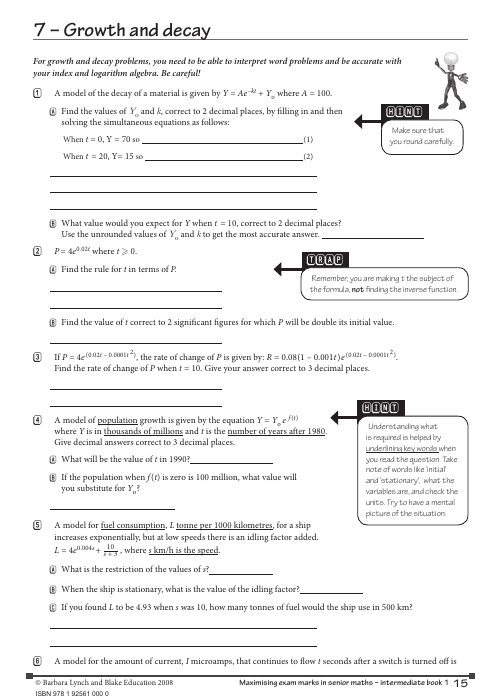 7 – Growth and decay
For growth and decay problems, you need to be able to interpret word problems and be accurate with
your index and logarithm algebra. Be careful!
1 A model of the decay of a material is given by Y = Ae^–kt + Y₀ where A = 100.
A Find the values of Y₀ and k, correct to 2 decimal places, by filling in and then
solving the simultaneous equations as follows:
When t = 0, Y = 70 so (1)
When t = 20, Y= 15 so (2)
HINT
Make sure that
you round carefully.
B What value would you expect for Y when t = 10, correct to 2 decimal places?
Use the unrounded values of Y₀ and k to get the most accurate answer.
2 P = 4e^0.02t where t ⩾ 0.
A Find the rule for t in terms of P.
TRAP
Remember, you are making t the subject of
the formula, not finding the inverse function.
B Find the value of t correct to 2 significant figures for which P will be double its initial value.
3 If P = 4e^(0.02t – 0.0001t²), the rate of change of P is given by: R = 0.08(1 – 0.001t)e^(0.02t – 0.0001t²).
Find the rate of change of P when t = 10. Give your answer correct to 3 decimal places.
4 A model of population growth is given by the equation Y = Y₀ e^f(t)
where Y is in thousands of millions and t is the number of years after 1980.
Give decimal answers correct to 3 decimal places.
A What will be the value of t in 1990?
B If the population when f(t) is zero is 100 million, what value will
you substitute for Y₀?
HINT
Understanding what
is required is helped by
underlining key words when
you read the question. Take
note of words like 'initial'
and 'stationary', what the
variables are, and check the
units. Try to have a mental
picture of the situation.
5 A model for fuel consumption, L tonne per 1000 kilometres, for a ship
increases exponentially, but at low speeds there is an idling factor added.
L = 4e^0.004s + 10/(s + 3), where s km/h is the speed.
A What is the restriction of the values of s?
B When the ship is stationary, what is the value of the idling factor?
C If you found L to be 4.93 when s was 10, how many tonnes of fuel would the ship use in 500 km?
6 A model for the amount of current, I microamps, that continues to flow t seconds after a switch is turned off is
© Barbara Lynch and Blake Education 2008
Maximising exam marks in senior maths – intermediate book 1 15
ISBN 978 1 92561 000 0